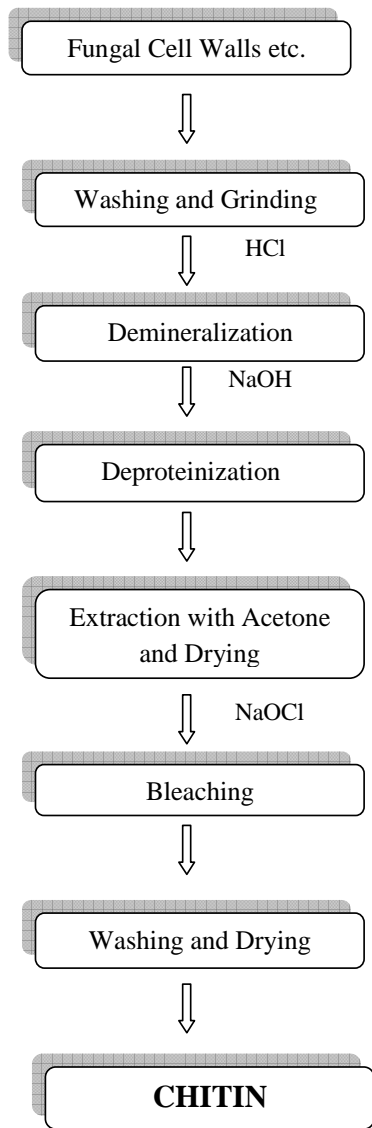 Fungal Cell Walls etc.
Washing and Grinding
HCl
Demineralization
NaOH
Deproteinization
Extraction with Acetone
and Drying
NaOCl
Bleaching
Washing and Drying
CHITIN